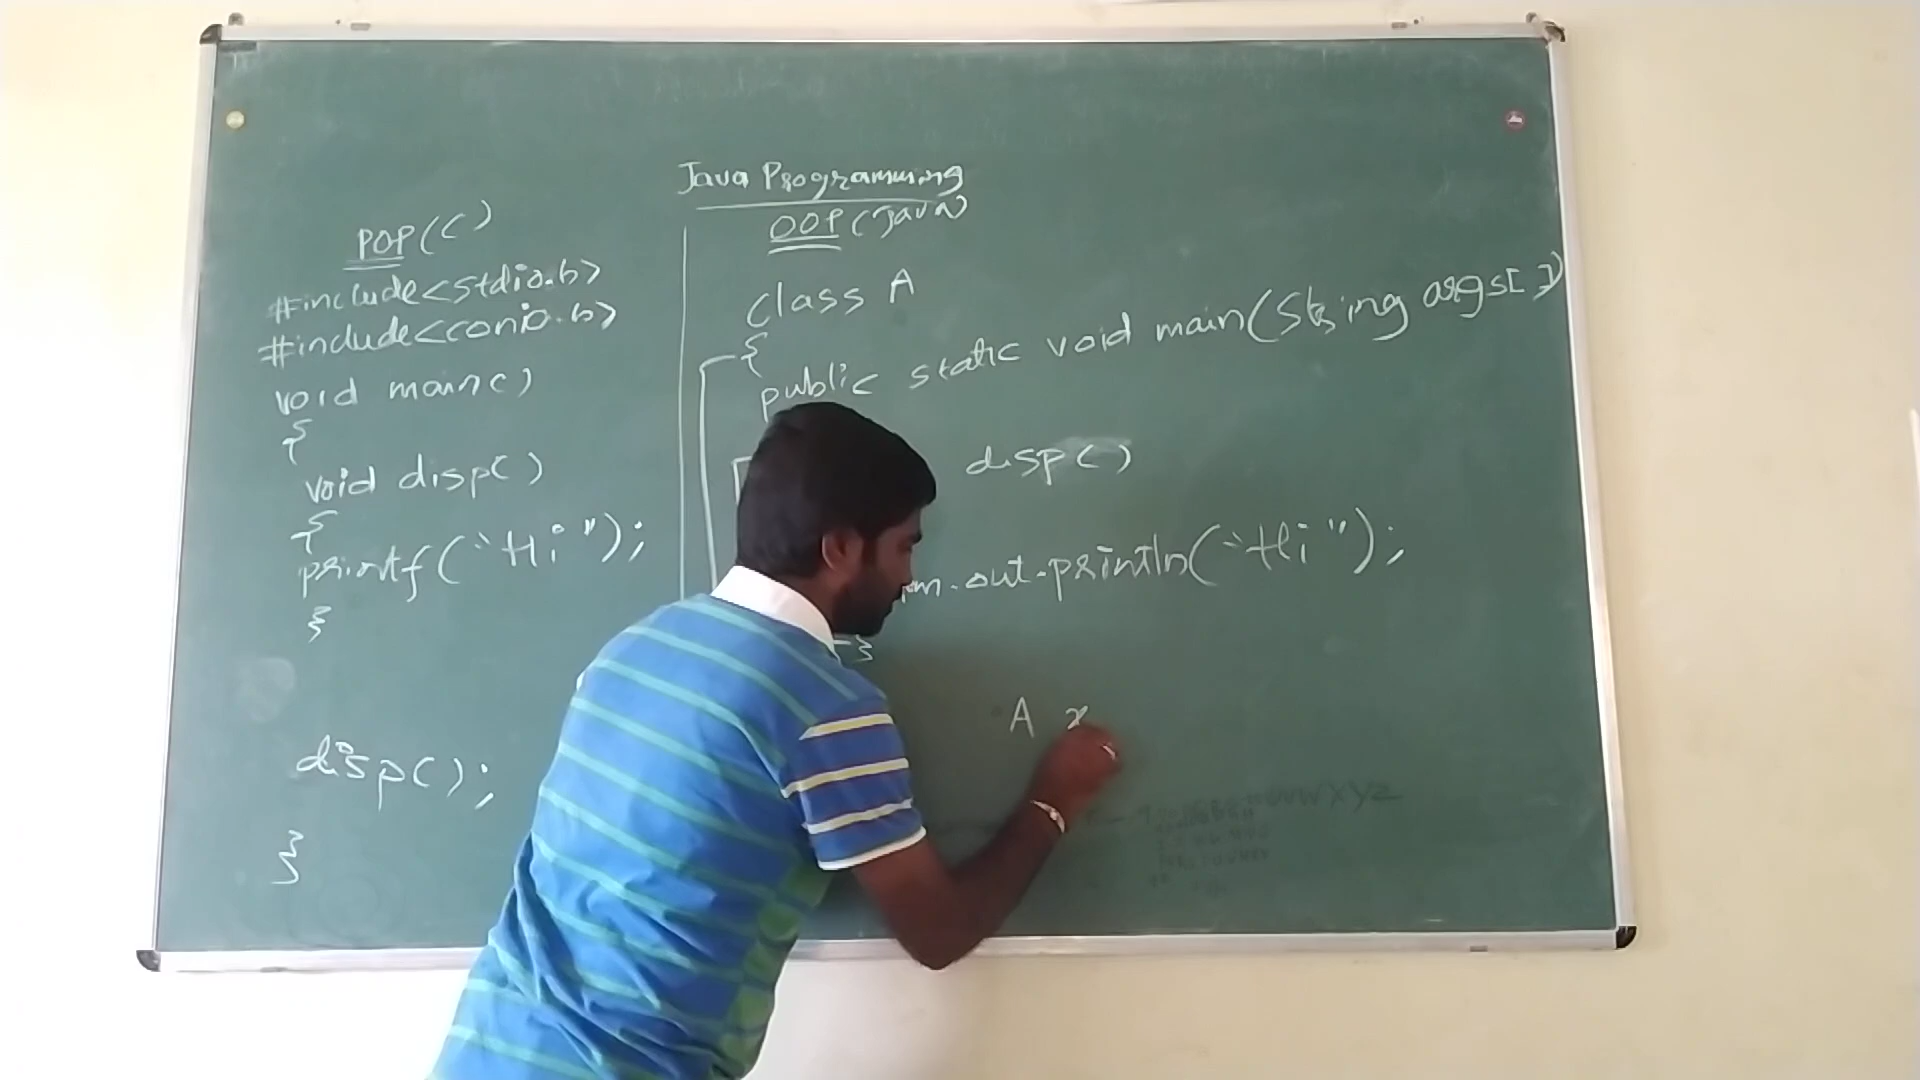 Java Programming
POP(C)
#include<stdio.h>
#include<conio.h>
void main()
{
void disp()
{
printf("Hi");
}
disp();
}
OOP(Java)
class A
{
public static void main(String args[])
disp()
m.out.println("Hi");
}
A x